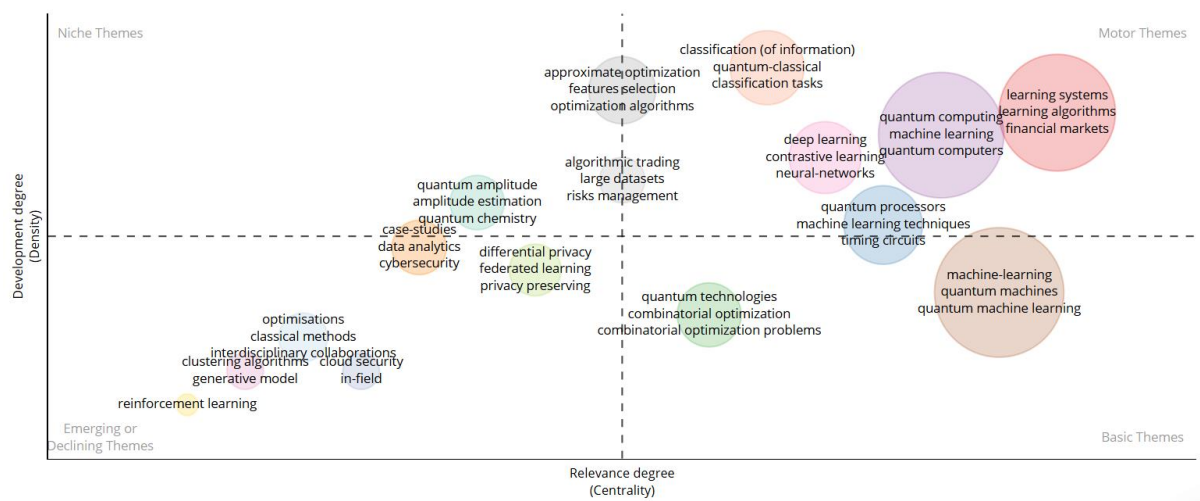 Niche Themes
Motor Themes
classification (of information)
quantum-classical
classification tasks
approximate optimization
features selection
optimization algorithms
learning systems
learning algorithms
financial markets
quantum computing
machine learning
quantum computers
deep learning
contrastive learning
neural-networks
algorithmic trading
large datasets
risks management
quantum amplitude
amplitude estimation
quantum chemistry
quantum processors
machine learning techniques
timing circuits
case-studies
data analytics
cybersecurity
differential privacy
federated learning
privacy preserving
machine-learning
quantum machines
quantum machine learning
quantum technologies
combinatorial optimization
combinatorial optimization problems
optimisations
classical methods
interdisciplinary collaborations
clustering algorithms
generative model
cloud security
in-field
reinforcement learning
Emerging or
Declining Themes
Basic Themes
Development degree
(Density)
Relevance degree
(Centrality)